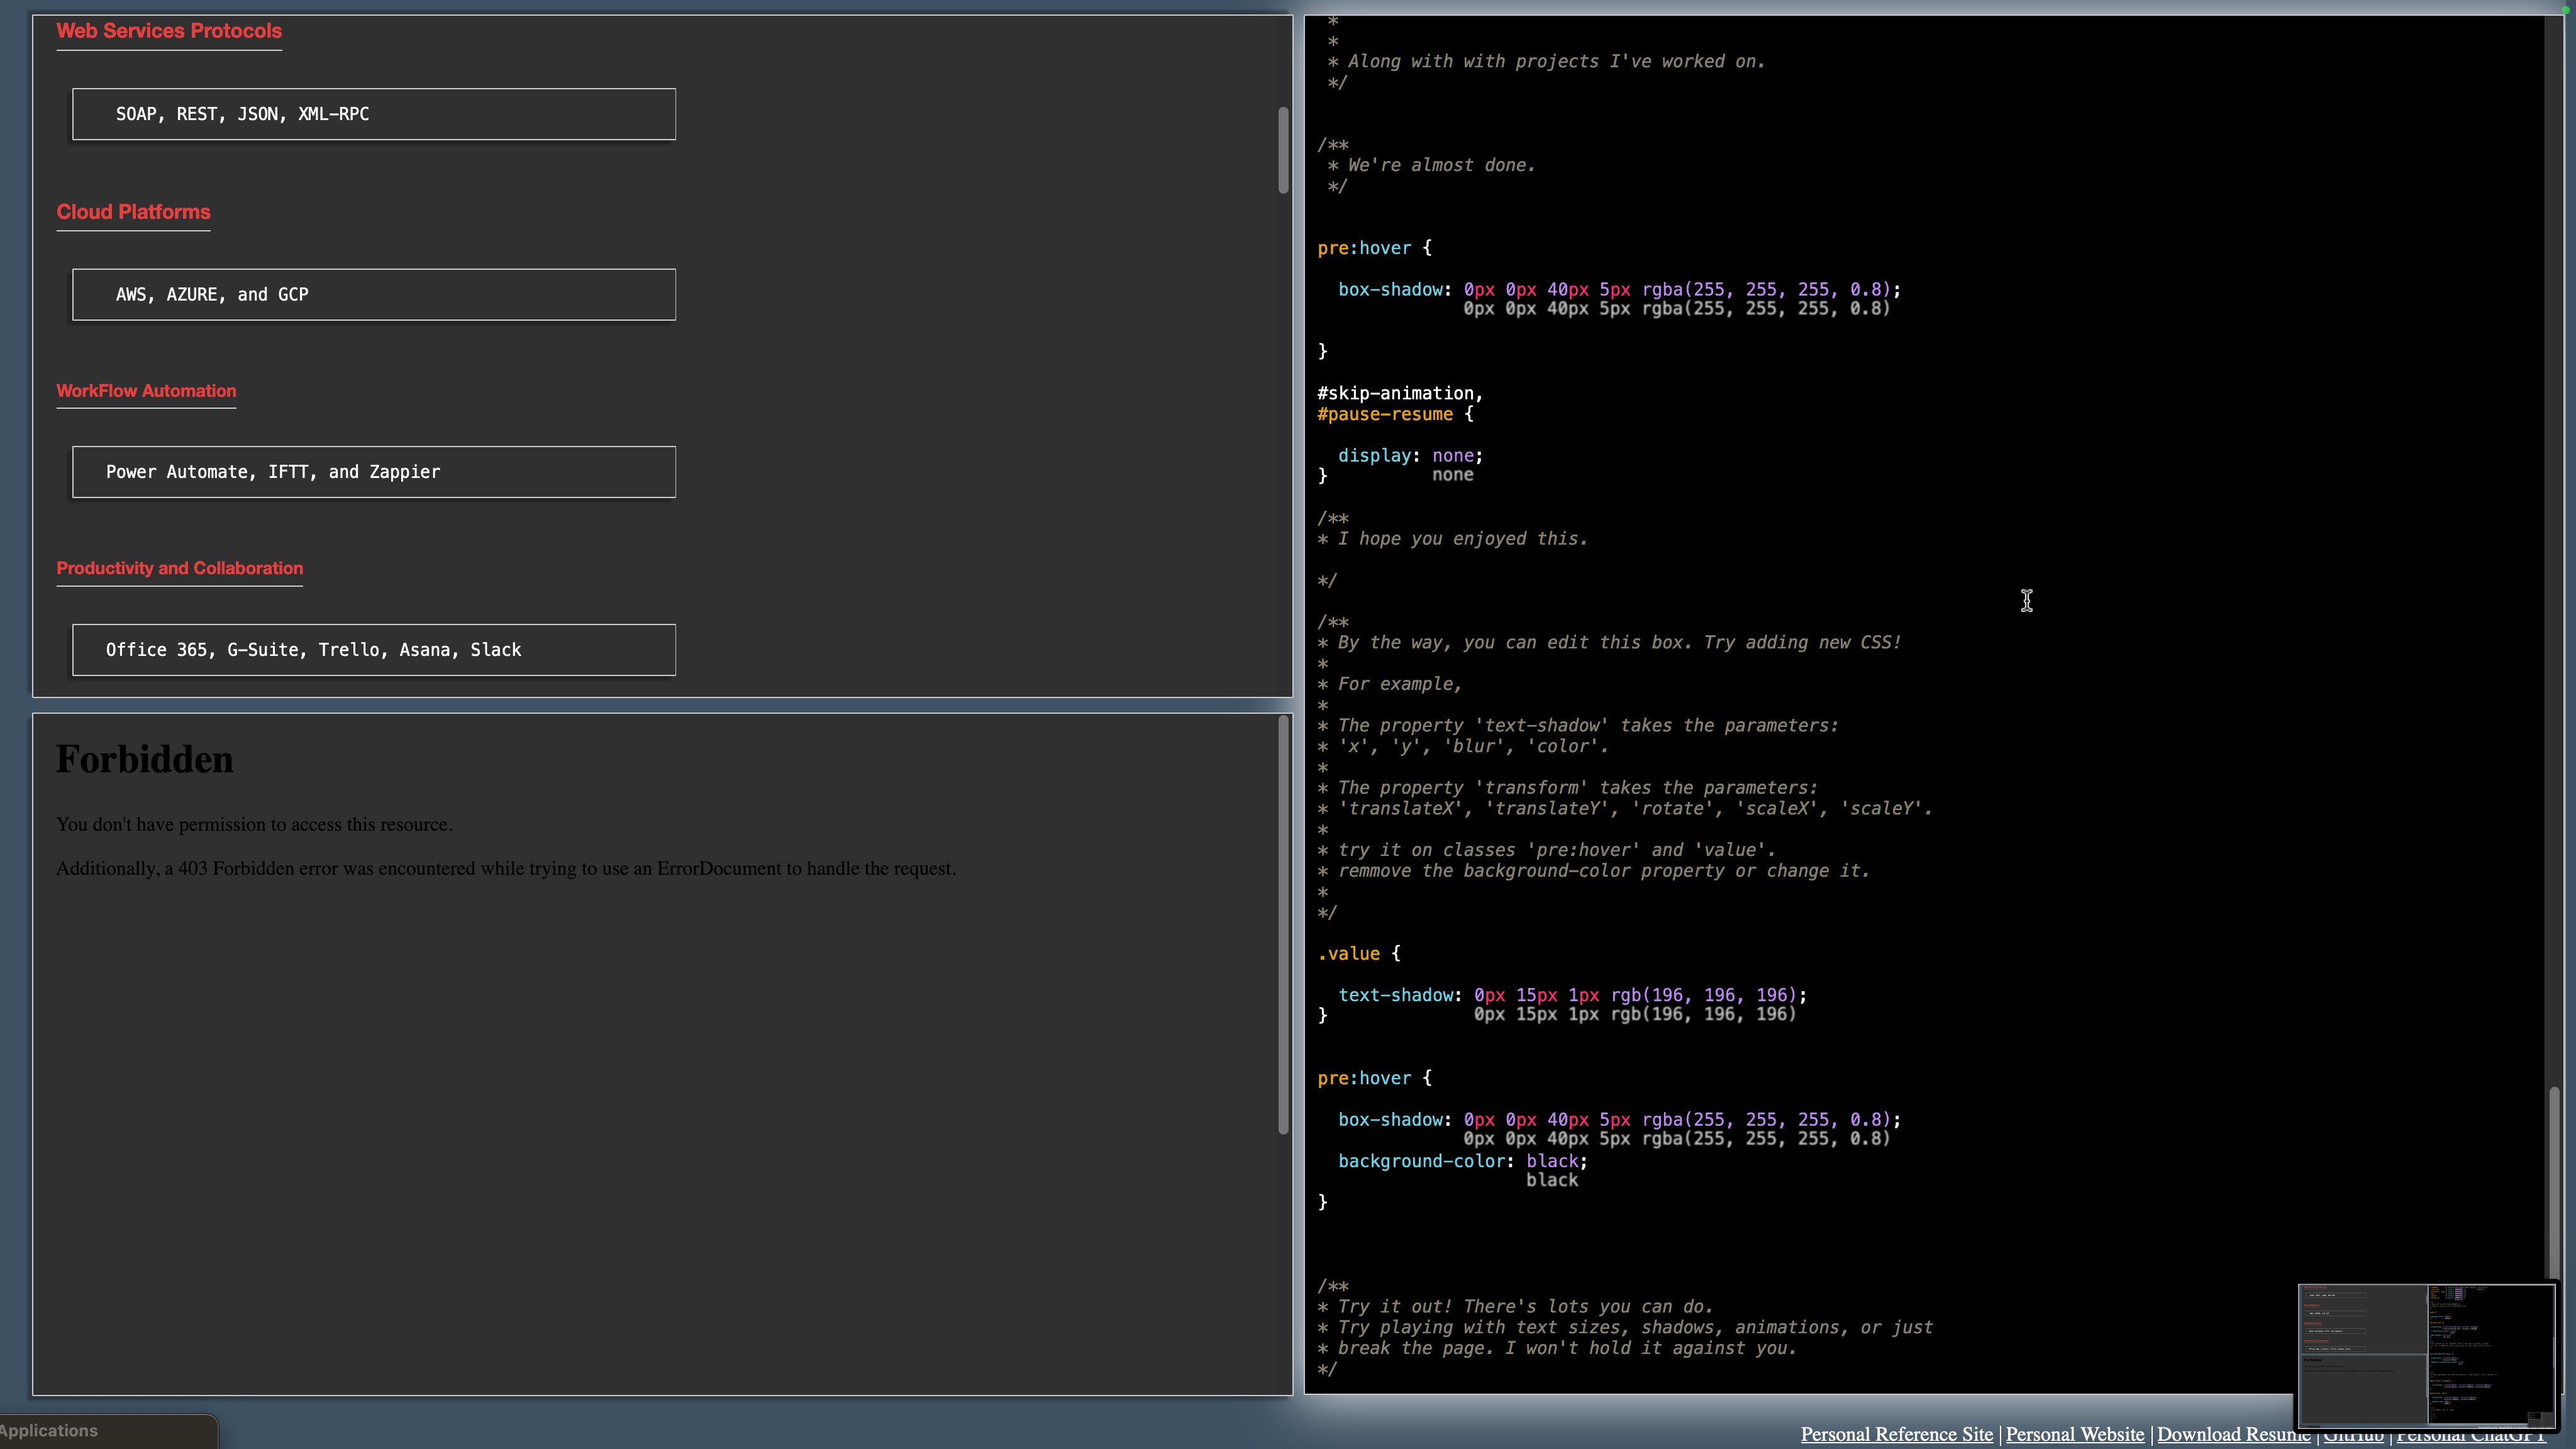 Web Services Protocols
SOAP, REST, JSON, XML-RPC
Cloud Platforms
AWS, AZURE, and GCP
WorkFlow Automation
Power Automate, IFTT, and Zappier
Productivity and Collaboration
Office 365, G-Suite, Trello, Asana, Slack
Forbidden
You don't have permission to access this resource.
Additionally, a 403 Forbidden error was encountered while trying to use an ErrorDocument to handle the request.
*
*
* Along with with projects I've worked on.
*/
/**
* We're almost done.
*/
pre:hover {
box-shadow: 0px 0px 40px 5px rgba(255, 255, 255, 0.8);
0px 0px 40px 5px rgba(255, 255, 255, 0.8)
}
#skip-animation,
#pause-resume {
display: none;
} none
/**
* I hope you enjoyed this.
*/
/**
* By the way, you can edit this box. Try adding new CSS!
*
* For example,
*
* The property 'text-shadow' takes the parameters:
* 'x', 'y', 'blur', 'color'.
*
* The property 'transform' takes the parameters:
* 'translateX', 'translateY', 'rotate', 'scaleX', 'scaleY'.
*
* try it on classes 'pre:hover' and 'value'.
* remmove the background-color property or change it.
*
*/
.value {
text-shadow: 0px 15px 1px rgb(196, 196, 196);
} 0px 15px 1px rgb(196, 196, 196)
pre:hover {
box-shadow: 0px 0px 40px 5px rgba(255, 255, 255, 0.8);
0px 0px 40px 5px rgba(255, 255, 255, 0.8)
background-color: black;
black
}
/**
* Try it out! There's lots you can do.
* Try playing with text sizes, shadows, animations, or just
* break the page. I won't hold it against you.
*/
Applications
Personal Reference Site | Personal Website | Download Resume | GitHub | Personal ChatGPT